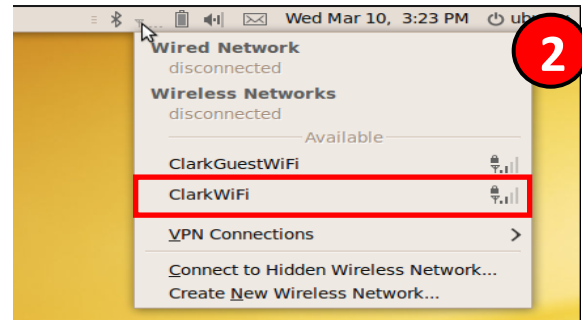 Wed Mar 10, 3:23 PM
2
Wired Network
disconnected
Wireless Networks
disconnected
Available
ClarkGuestWiFi
ClarkWiFi
VPN Connections
Connect to Hidden Wireless Network...
Create New Wireless Network...